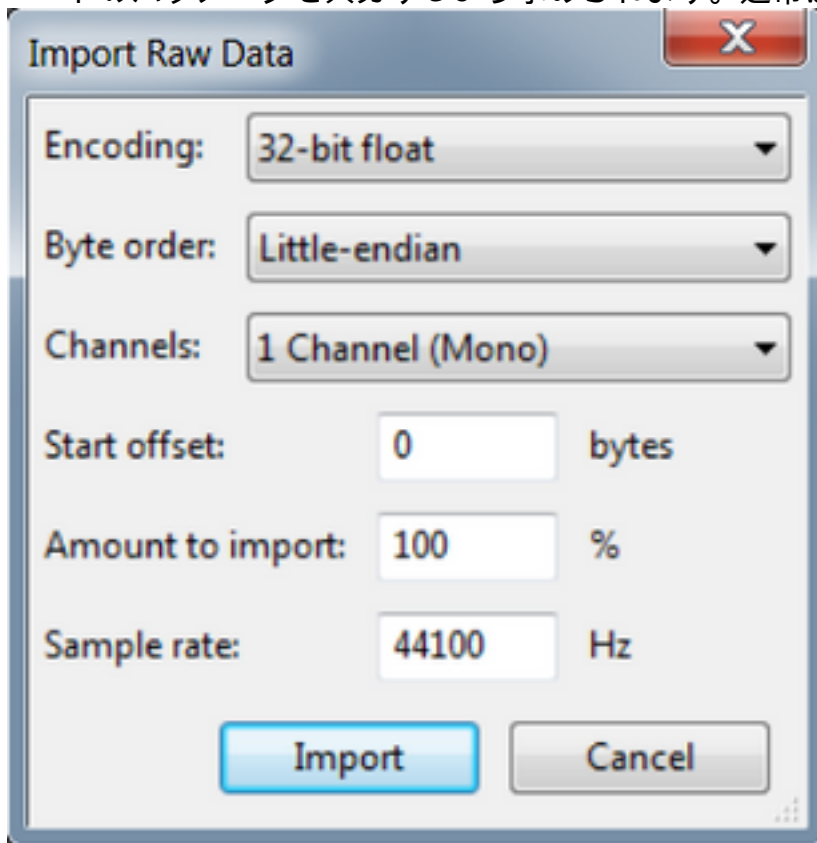 Import Raw Data
Encoding: 32-bit float
Byte order: Little-endian
Channels: 1 Channel (Mono)
Start offset: 0 bytes
Amount to import: 100 %
Sample rate: 44100 Hz
Import Cancel